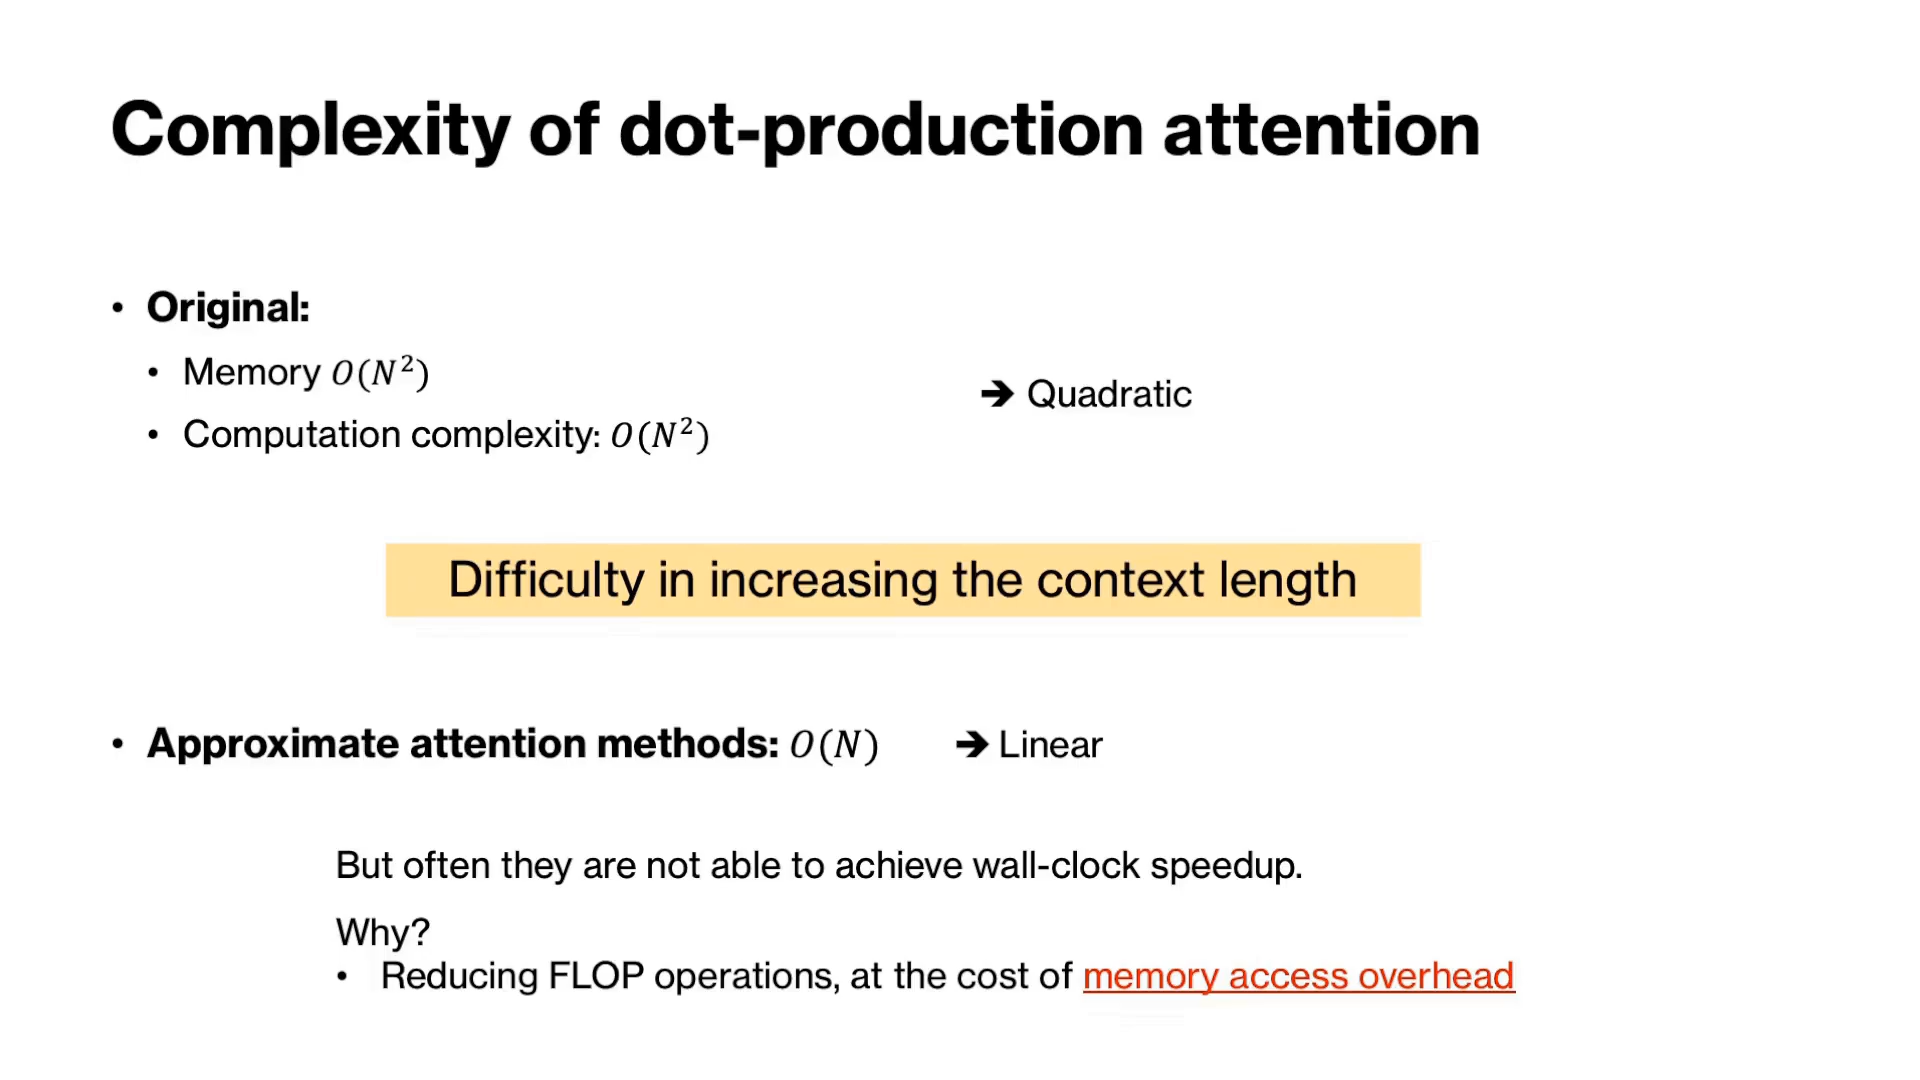 Complexity of dot-production attention
• Original:
• Memory O(N²)
• Computation complexity: O(N²)
➔ Quadratic
Difficulty in increasing the context length
• Approximate attention methods: O(N) ➔ Linear
But often they are not able to achieve wall-clock speedup.
Why?
• Reducing FLOP operations, at the cost of memory access overhead